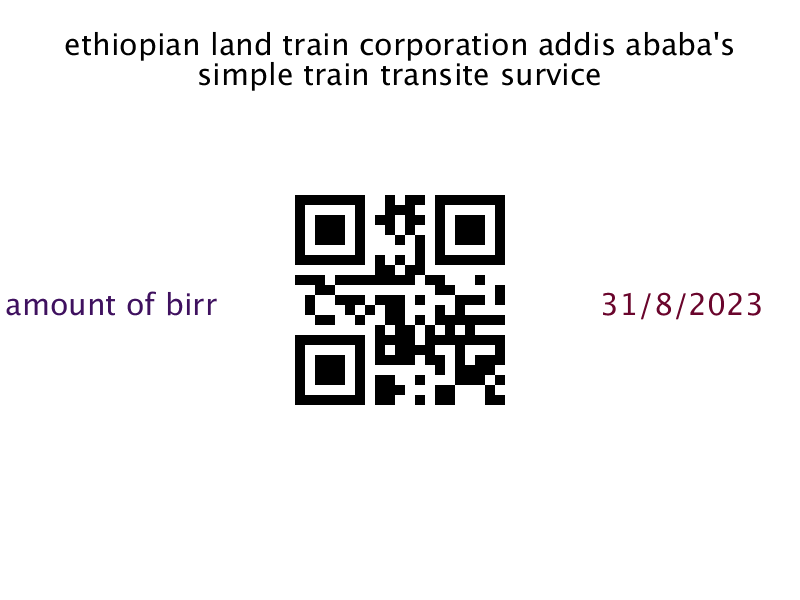 ethiopian land train corporation addis ababa's
simple train transite survice
amount of birr
31/8/2023